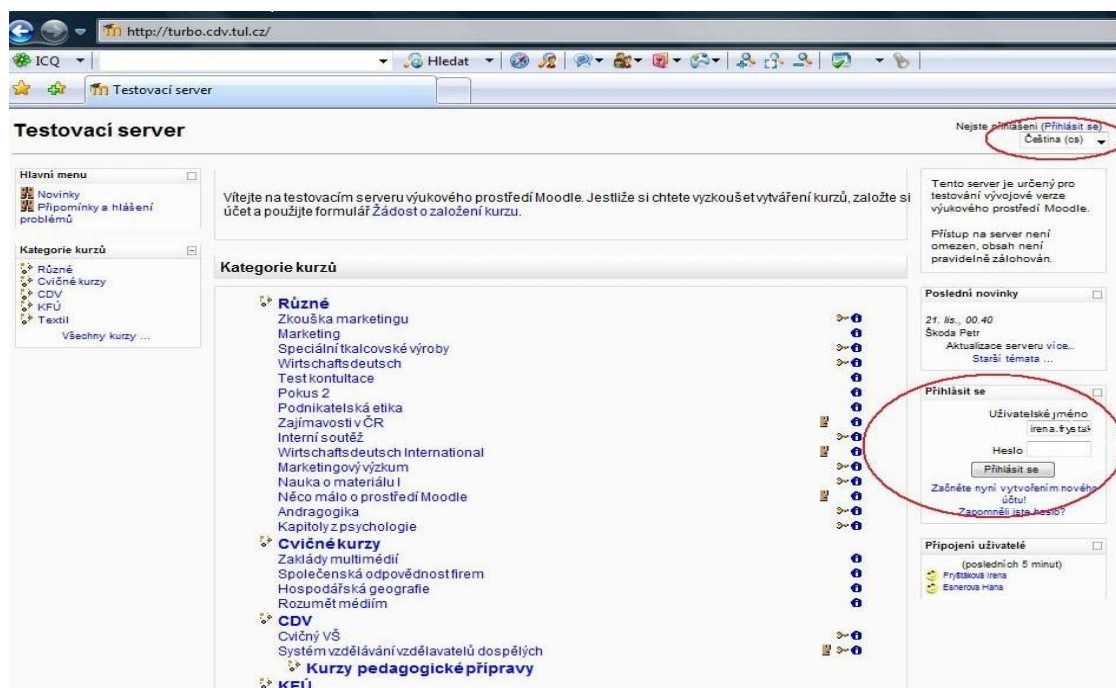 http://turbo.cdv.tul.cz/
ICQ
Hledat
Testovací server
Testovací server
Nejste přihlášeni (Přihlásit se)
Čeština (cs)
Hlavní menu
Novinky
Připomínky a hlášení
problémů
Kategorie kurzů
Různé
Cvičné kurzy
CDV
KFÚ
Textil
Všechny kurzy ...
Vítejte na testovacím serveru výukového prostředí Moodle. Jestliže si chtete vyzkoušet vytváření kurzů, založte si
účet a použijte formulář Žádost o založení kurzu.
Kategorie kurzů
Různé
Zkouška marketingu
Marketing
Speciální tkalcovské výroby
Wirtschaftsdeutsch
Test kontultace
Pokus 2
Podnikatelská etika
Zajímavosti v ČR
Interní soutěž
Wirtschaftsdeutsch International
Marketingový výzkum
Nauka o materiálu I
Něco málo o prostředí Moodle
Andragogika
Kapitoly z psychologie
Cvičné kurzy
Zaklády multimédií
Společenská odpovědnost firem
Hospodářská geografie
Rozumět médiím
CDV
Cvičný VŠ
Systém vzdělávání vzdělavatelů dospělých
Kurzy pedagogické přípravy
KFÚ
Tento server je určený pro
testování vývojové verze
výukového prostředí Moodle.
Přístup na server není
omezen, obsah není
pravidelně zálohován.
Poslední novinky
21. lis., 00.40
Škoda Petr
Aktualizace serveru více...
Starší témata ...
Přihlásit se
Uživatelské jméno
irena.frystak
Heslo
Přihlásit se
Začněte nyní vytvořením nového
účtu!
Zapomněli jste heslo?
Připojení uživatelé
(posledních 5 minut)
Fryštáková Irena
Esnerova Hana